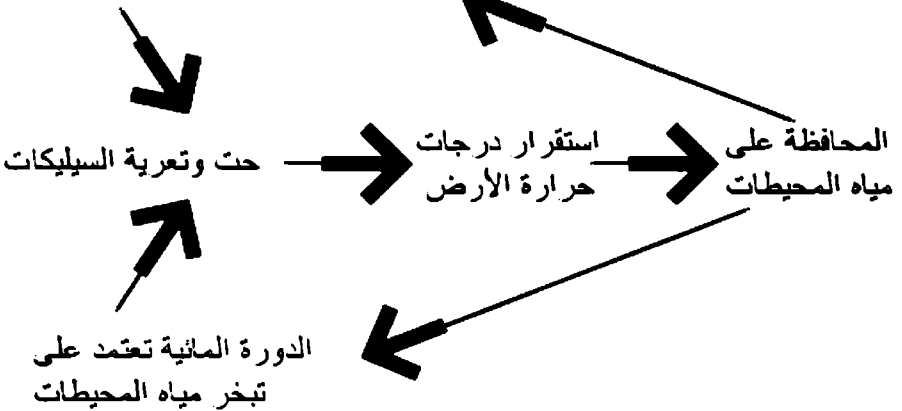 المحافظة على
مياه المحيطات
استقرار درجات
حرارة الأرض
حت وتعرية السيليكات
الدورة المائية تعتمد على
تبخر مياه المحيطات